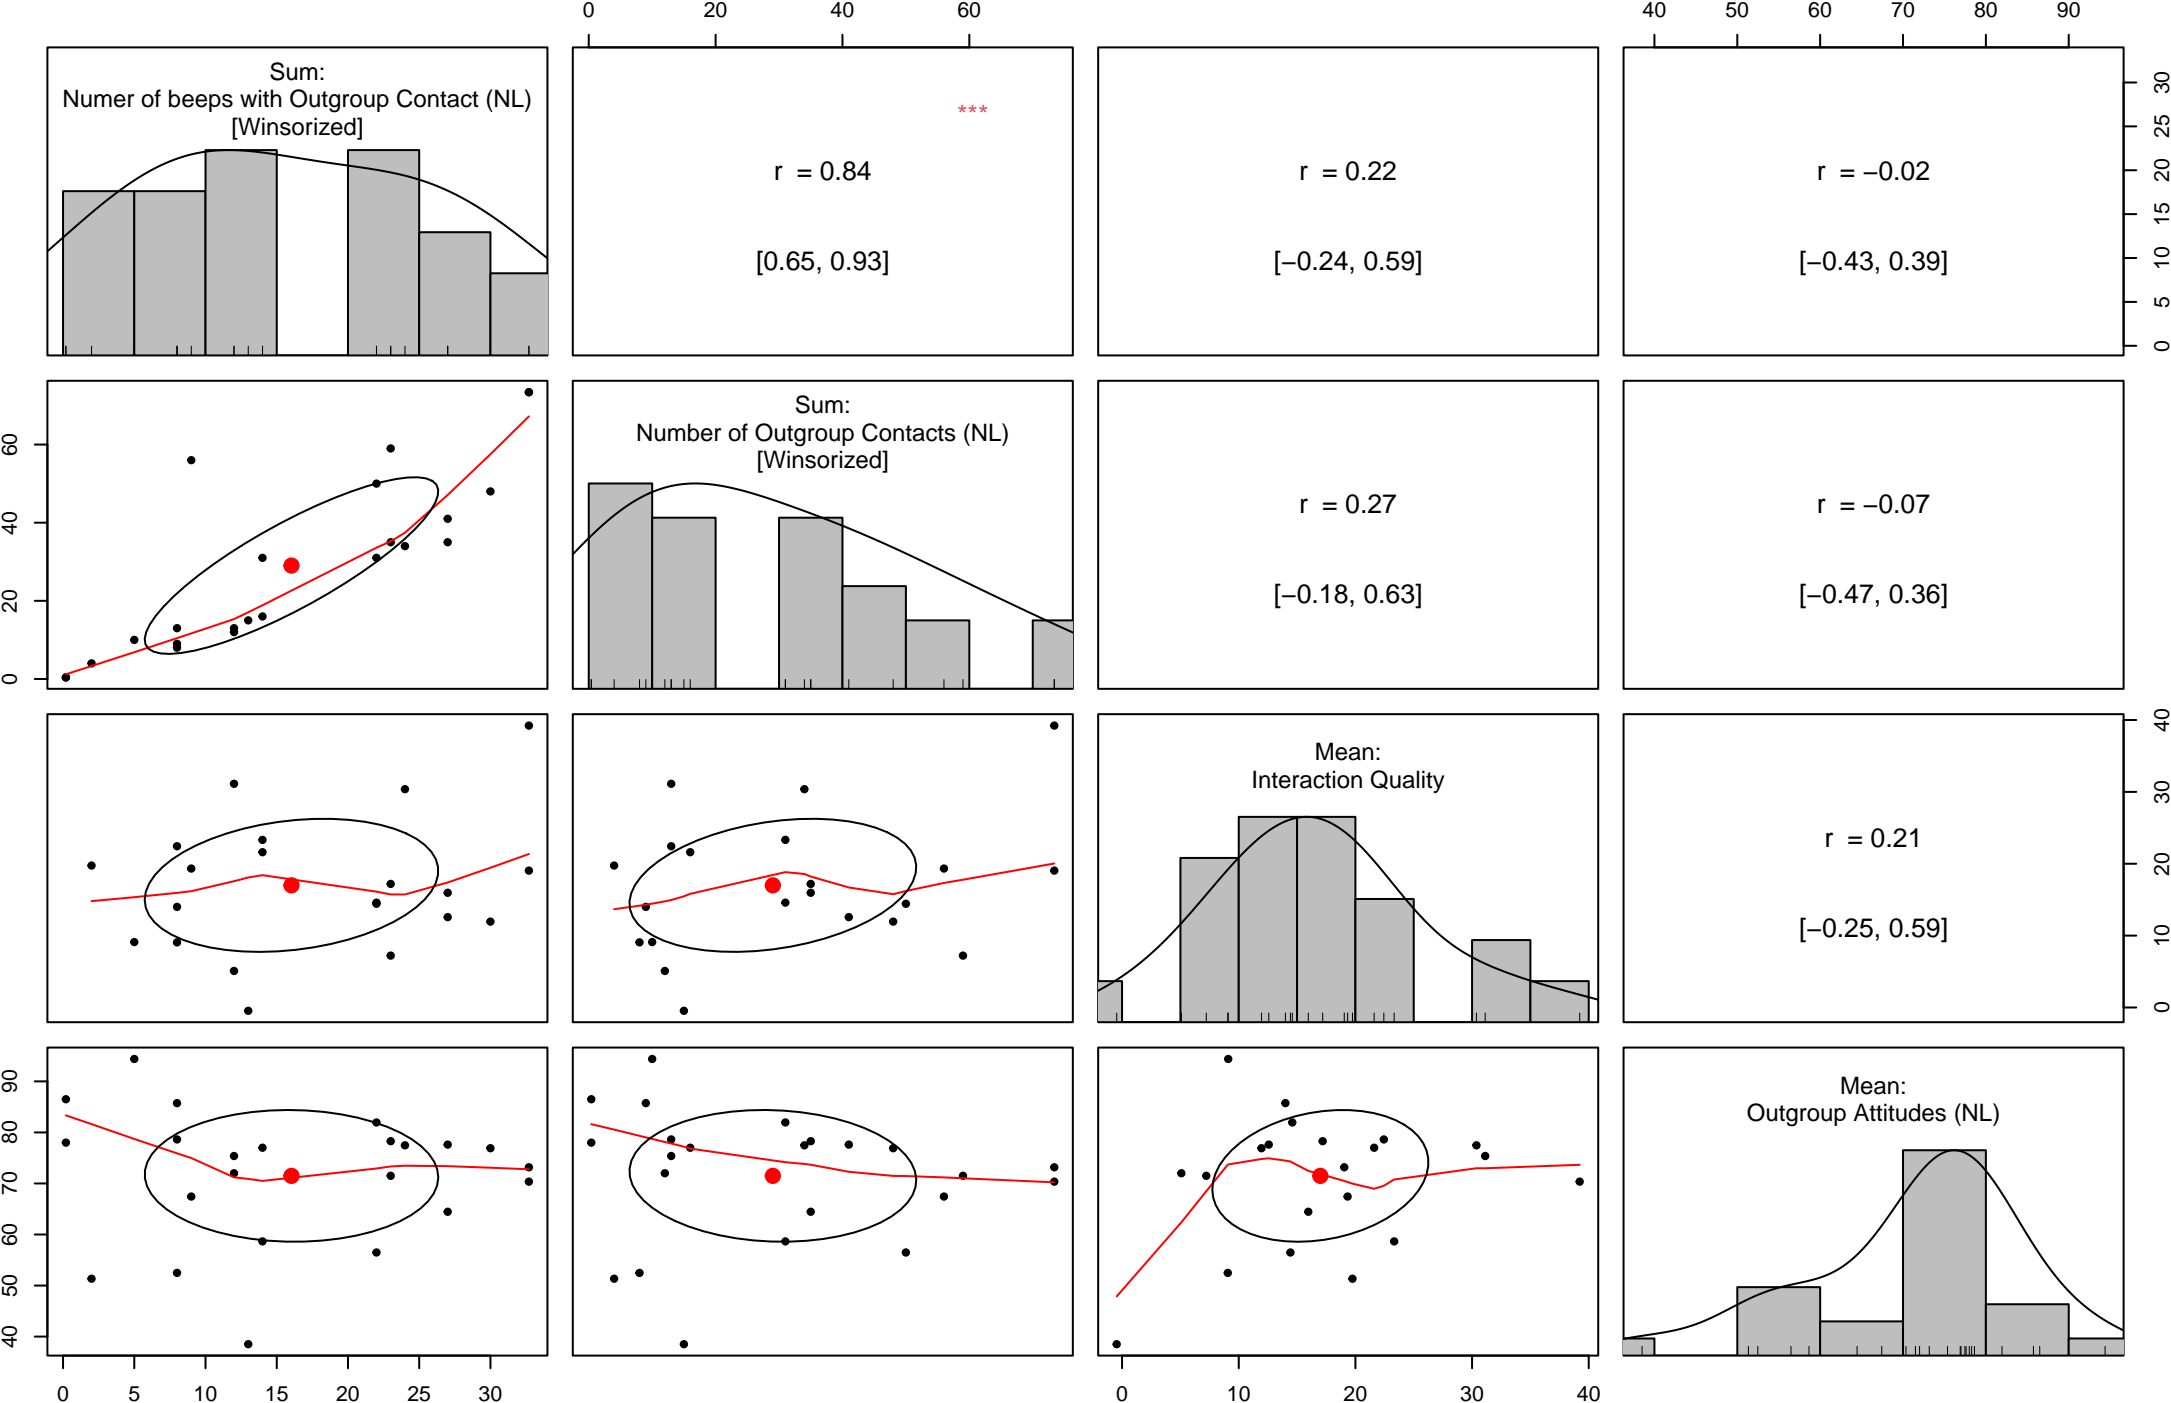 0 20 40 60
40 50 60 70 80 90
Sum:
Numer of beeps with Outgroup Contact (NL)
[Winsorized]
***
r = 0.84
[0.65, 0.93]
r = 0.22
[−0.24, 0.59]
r = −0.02
[−0.43, 0.39]
0 5 10 15 20 25 30
0 20 40 60
Sum:
Number of Outgroup Contacts (NL)
[Winsorized]
r = 0.27
[−0.18, 0.63]
r = −0.07
[−0.47, 0.36]
Mean:
Interaction Quality
r = 0.21
[−0.25, 0.59]
0 10 20 30 40
40 50 60 70 80 90
Mean:
Outgroup Attitudes (NL)
0 5 10 15 20 25 30
0 10 20 30 40